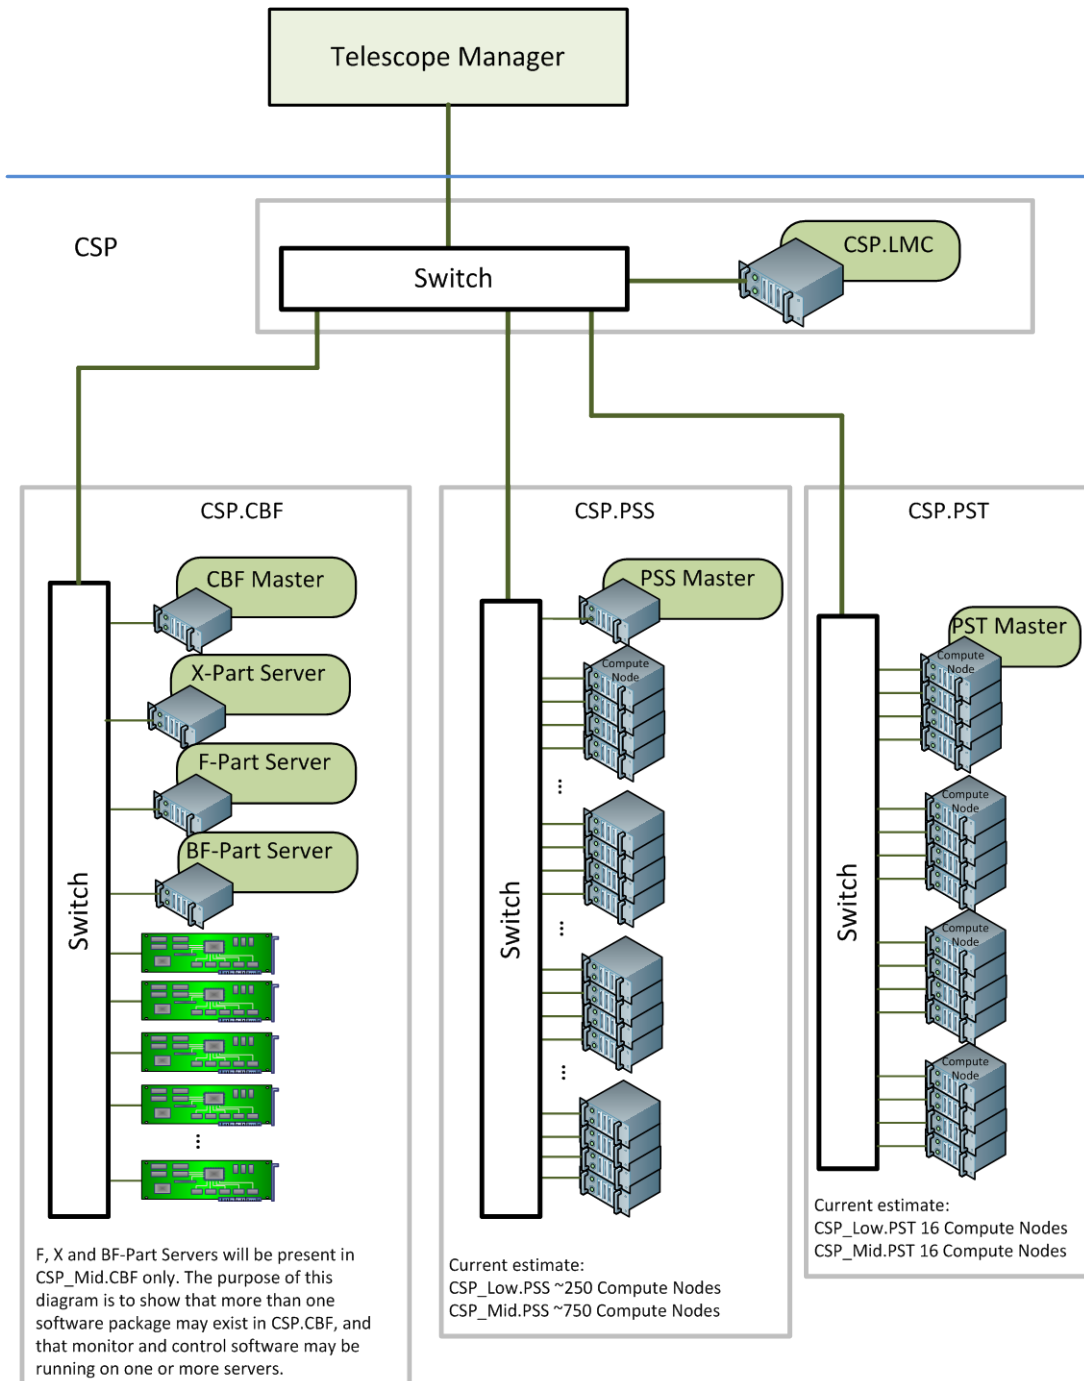 Telescope Manager
CSP
CSP.LMC
Switch
CSP.CBF
CBF Master
X-Part Server
F-Part Server
BF-Part Server
Switch
...
F, X and BF-Part Servers will be present in
CSP_Mid.CBF only. The purpose of this
diagram is to show that more than one
software package may exist in CSP.CBF, and
that monitor and control software may be
running on one or more servers.
CSP.PSS
PSS Master
Compute
Node
Switch
...
...
...
Current estimate:
CSP_Low.PSS ~250 Compute Nodes
CSP_Mid.PSS ~750 Compute Nodes
CSP.PST
PST Master
Compute
Node
Compute
Node
Switch
Compute
Node
Compute
Node
Current estimate:
CSP_Low.PST 16 Compute Nodes
CSP_Mid.PST 16 Compute Nodes